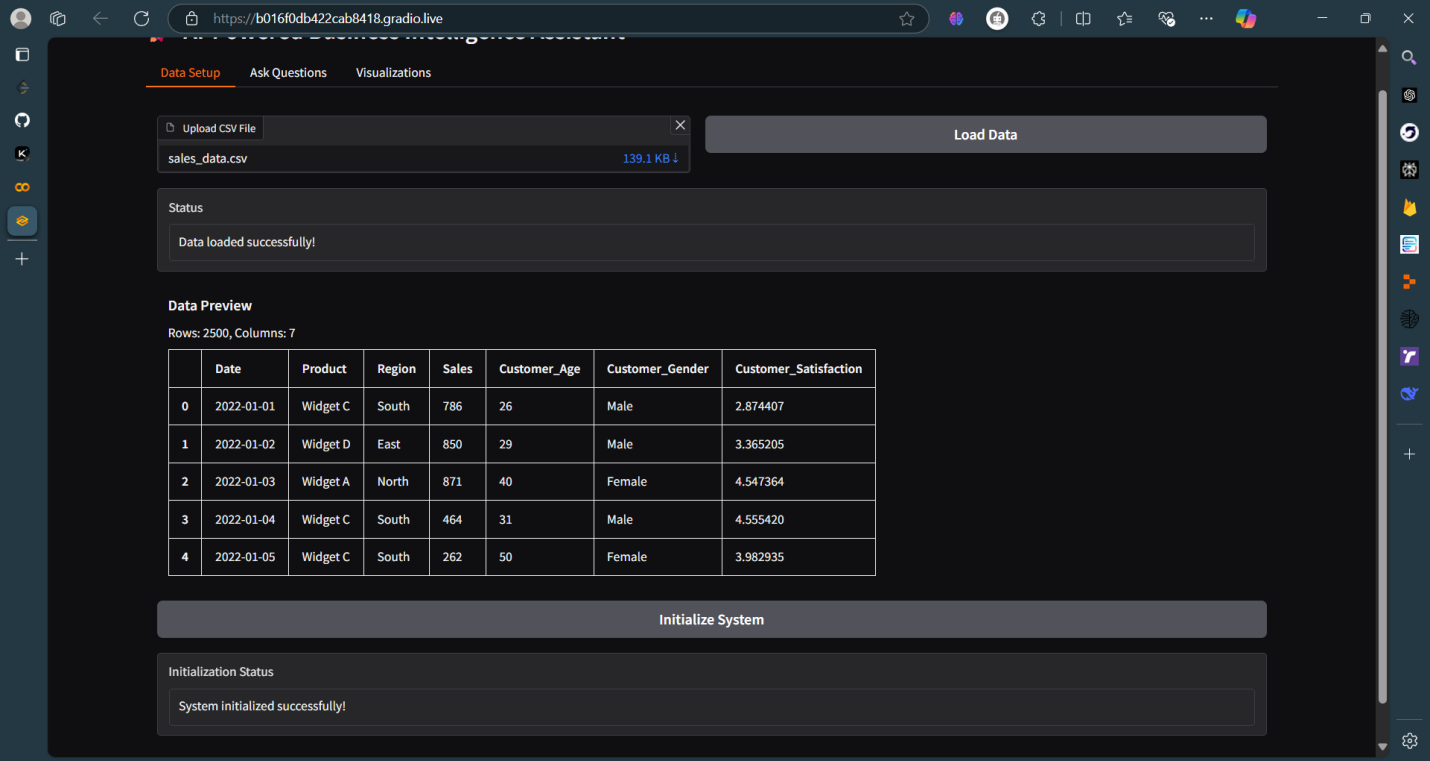 https://b016f0db422cab8418.gradio.live
AI-Powered Business Intelligence Assistant
Data Setup Ask Questions Visualizations
Upload CSV File
sales_data.csv 139.1 KB ↓
Load Data
Status
Data loaded successfully!
Data Preview
Rows: 2500, Columns: 7
Date Product Region Sales Customer_Age Customer_Gender Customer_Satisfaction
0 2022-01-01 Widget C South 786 26 Male 2.874407
1 2022-01-02 Widget D East 850 29 Male 3.365205
2 2022-01-03 Widget A North 871 40 Female 4.547364
3 2022-01-04 Widget C South 464 31 Male 4.555420
4 2022-01-05 Widget C South 262 50 Female 3.982935
Initialize System
Initialization Status
System initialized successfully!